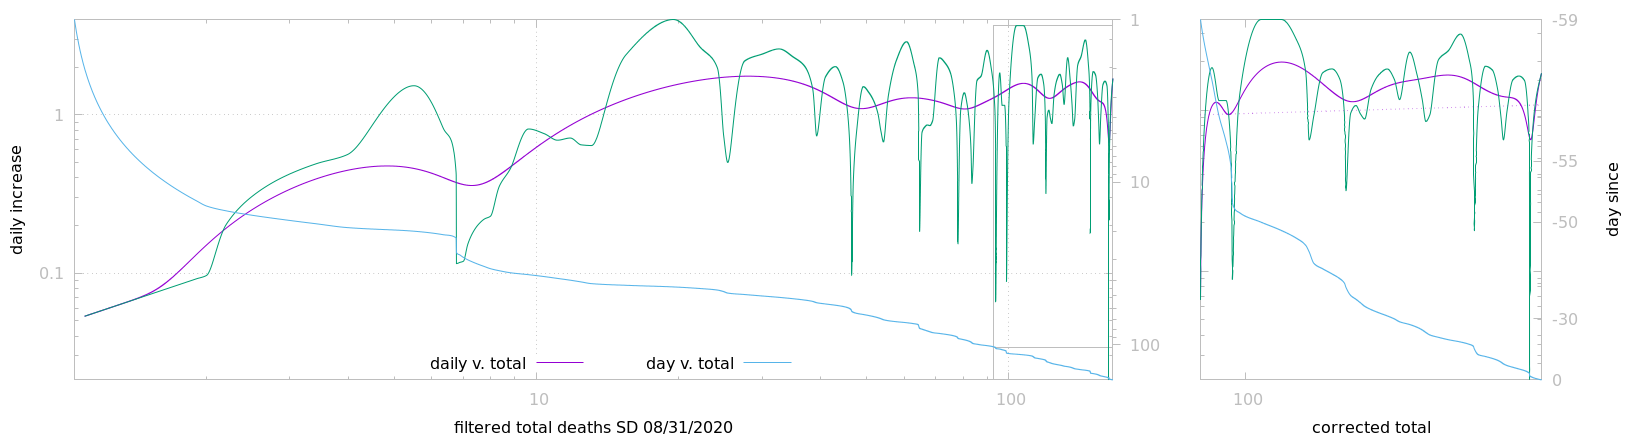 daily increase
1
0.1
daily v. total
day v. total
10
100
filtered total deaths SD 08/31/2020
1
10
100
-59
-55
-50
-30
0
day since
100
corrected total